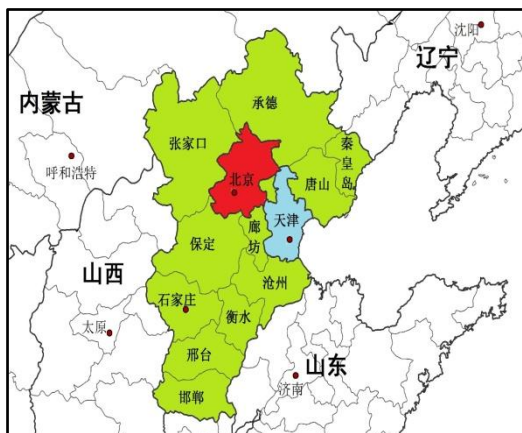 沈阳
辽宁
内蒙古
承德
张家口
秦皇岛
呼和浩特
北京
唐山
天津
廊坊
保定
山西
沧州
石家庄
衡水
太原
邢台
山东
济南
邯郸